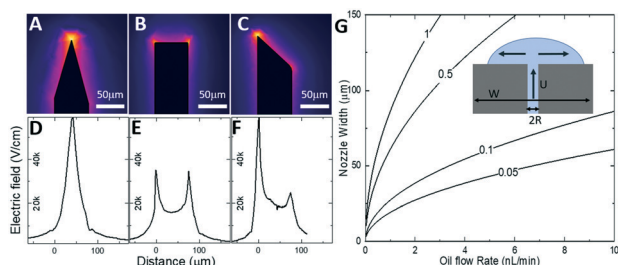 A
B
C
50µm
50µm
50µm
D
E
F
40k
20k
40k
20k
40k
20k
Electric field (V/cm)
0
100
0
100
0
100
Distance (µm)
G
150
100
50
0
Nozzle Width (µm)
1
0.5
0.1
0.05
W
U
2R
0
2
4
6
8
10
Oil flow Rate (nL/min)